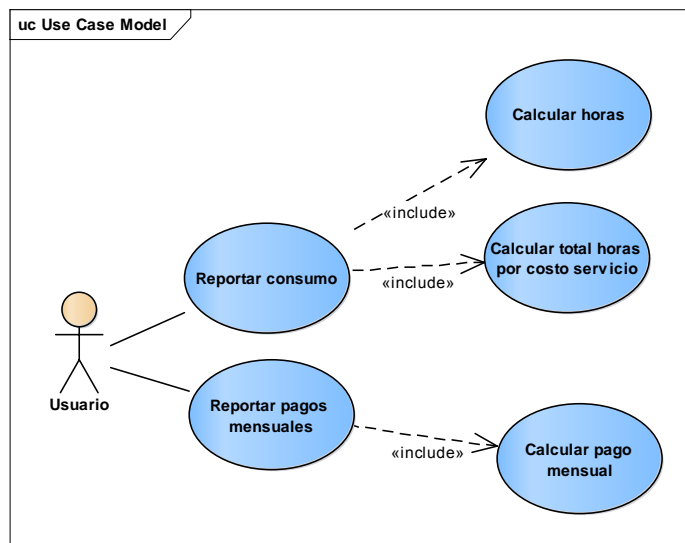 uc Use Case Model
Calcular horas
«include»
Reportar consumo
Calcular total horas
por costo servicio
«include»
Usuario
Reportar pagos
mensuales
«include»
Calcular pago
mensual